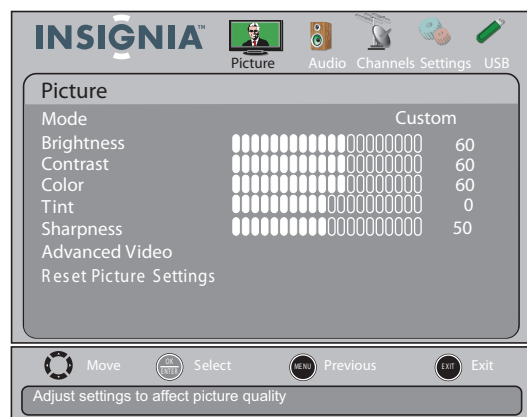 INSIGNIA™
Picture Audio Channels Settings USB
Picture
Mode Custom
Brightness 60
Contrast 60
Color 60
Tint 0
Sharpness 50
Advanced Video
Reset Picture Settings
Move OK ENTER Select MENU Previous EXIT Exit
Adjust settings to affect picture quality